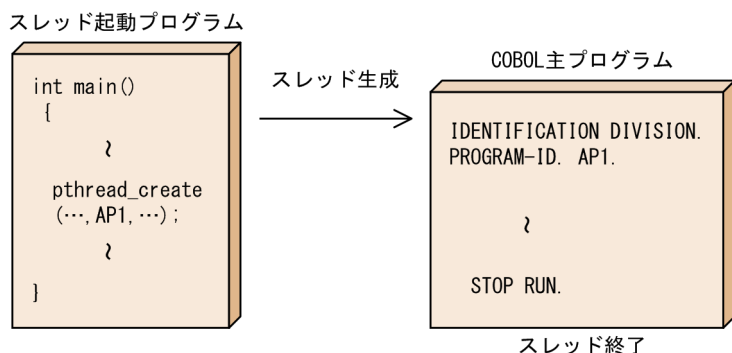 スレッド起動プログラム
int main()
{
～
pthread_create
(…,AP1,…);
～
}
スレッド生成
COBOL主プログラム
IDENTIFICATION DIVISION.
PROGRAM-ID. AP1.
～
STOP RUN.
スレッド終了